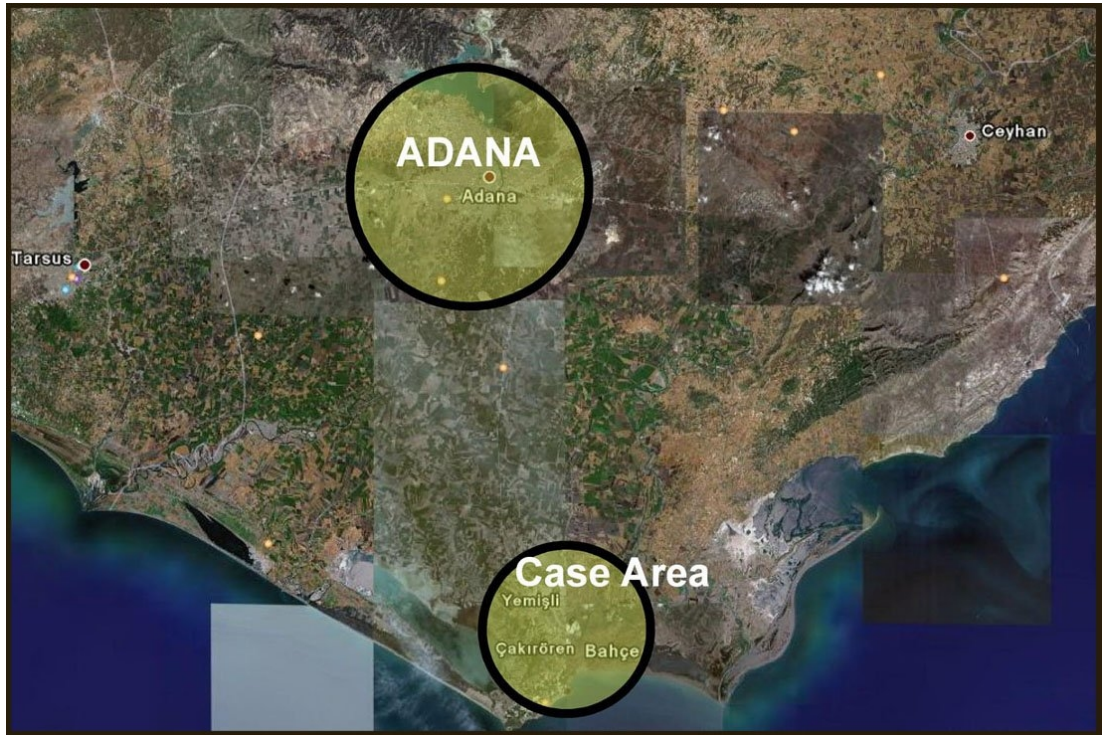 ADANA
Adana
Ceyhan
Tarsus
Case Area
Yemişli
Çakırören Bahçe